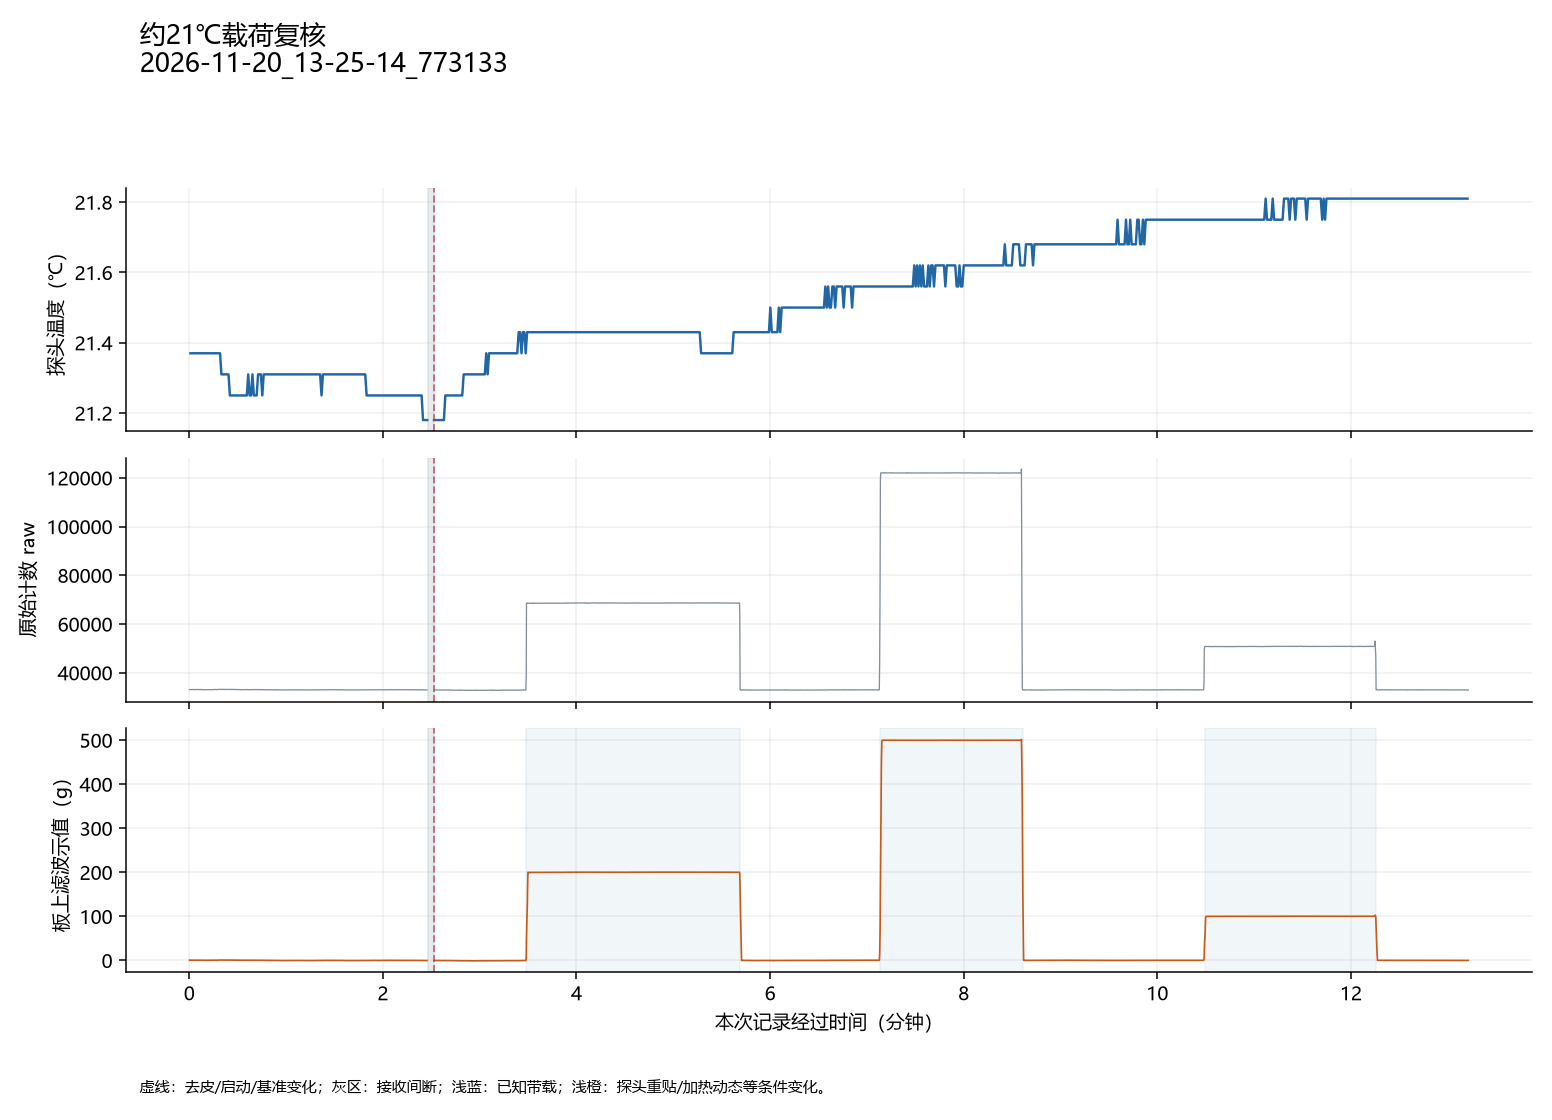 约21℃载荷复核
2026-11-20_13-25-14_773133
探头温度（℃）
21.8
21.6
21.4
21.2
原始计数 raw
120000
100000
80000
60000
40000
板上滤波示值（g）
500
400
300
200
100
0
0 2 4 6 8 10 12
本次记录经过时间（分钟）
虚线：去皮/启动/基准变化；灰区：接收间断；浅蓝：已知带载；浅橙：探头重贴/加热动态等条件变化。